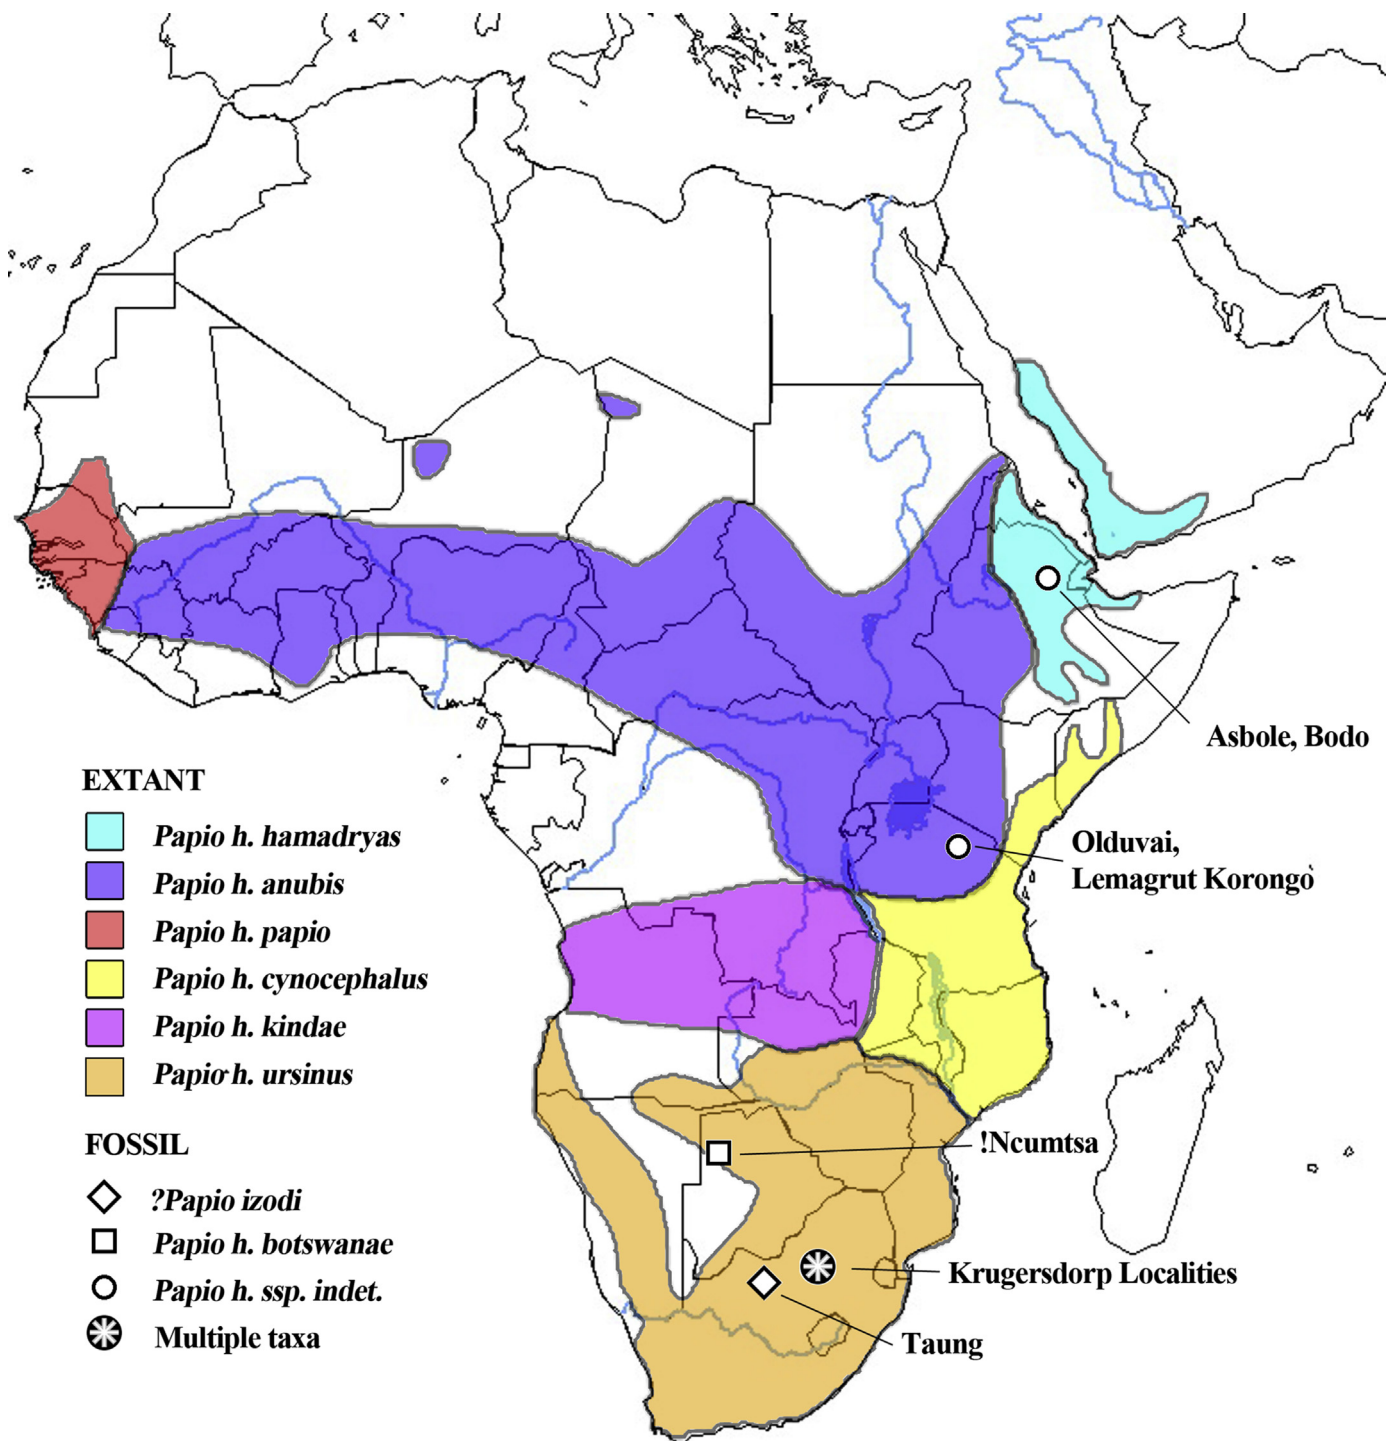 EXTANT
Papio h. hamadryas
Papio h. anubis
Papio h. papio
Papio h. cynocephalus
Papio h. kindae
Papio h. ursinus
FOSSIL
?Papio izodi
Papio h. botswanae
Papio h. ssp. indet.
Multiple taxa
Asbole, Bodo
Olduvai,
Lemagrut Korongo
!Ncumtsa
Krugersdorp Localities
Taung